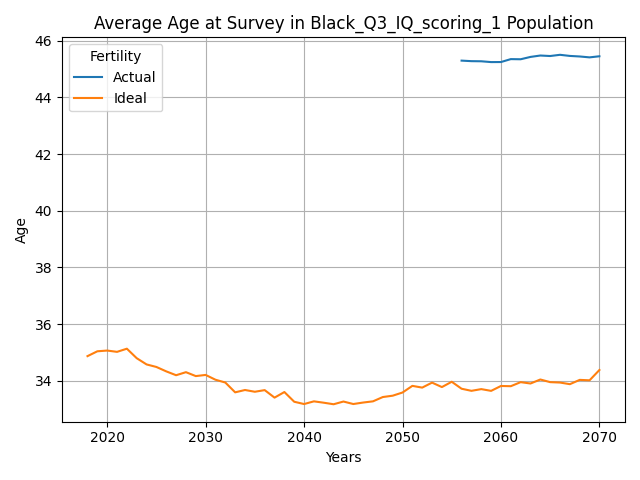 Average Age at Survey in Black_Q3_IQ_scoring_1 Population
Fertility
Actual
Ideal
Age
46
44
42
40
38
36
34
2020
2030
2040
2050
2060
2070
Years